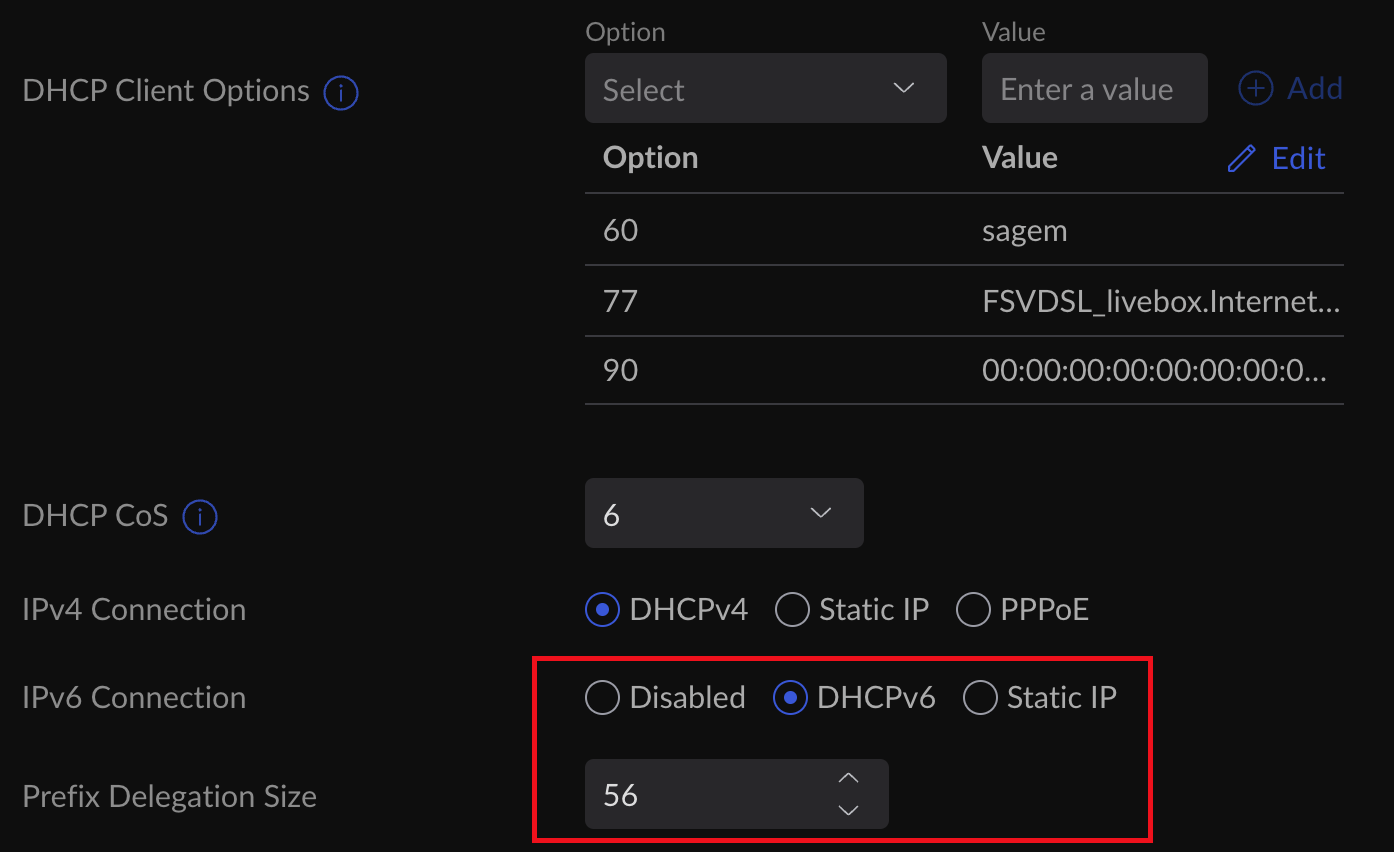 Option Value
DHCP Client Options Select Enter a value Add
Option Value Edit
60 sagem
77 FSVDSL_livebox.Internet...
90 00:00:00:00:00:00:00:0...
DHCP CoS 6
IPv4 Connection DHCPv4 Static IP PPPoE
IPv6 Connection Disabled DHCPv6 Static IP
Prefix Delegation Size 56